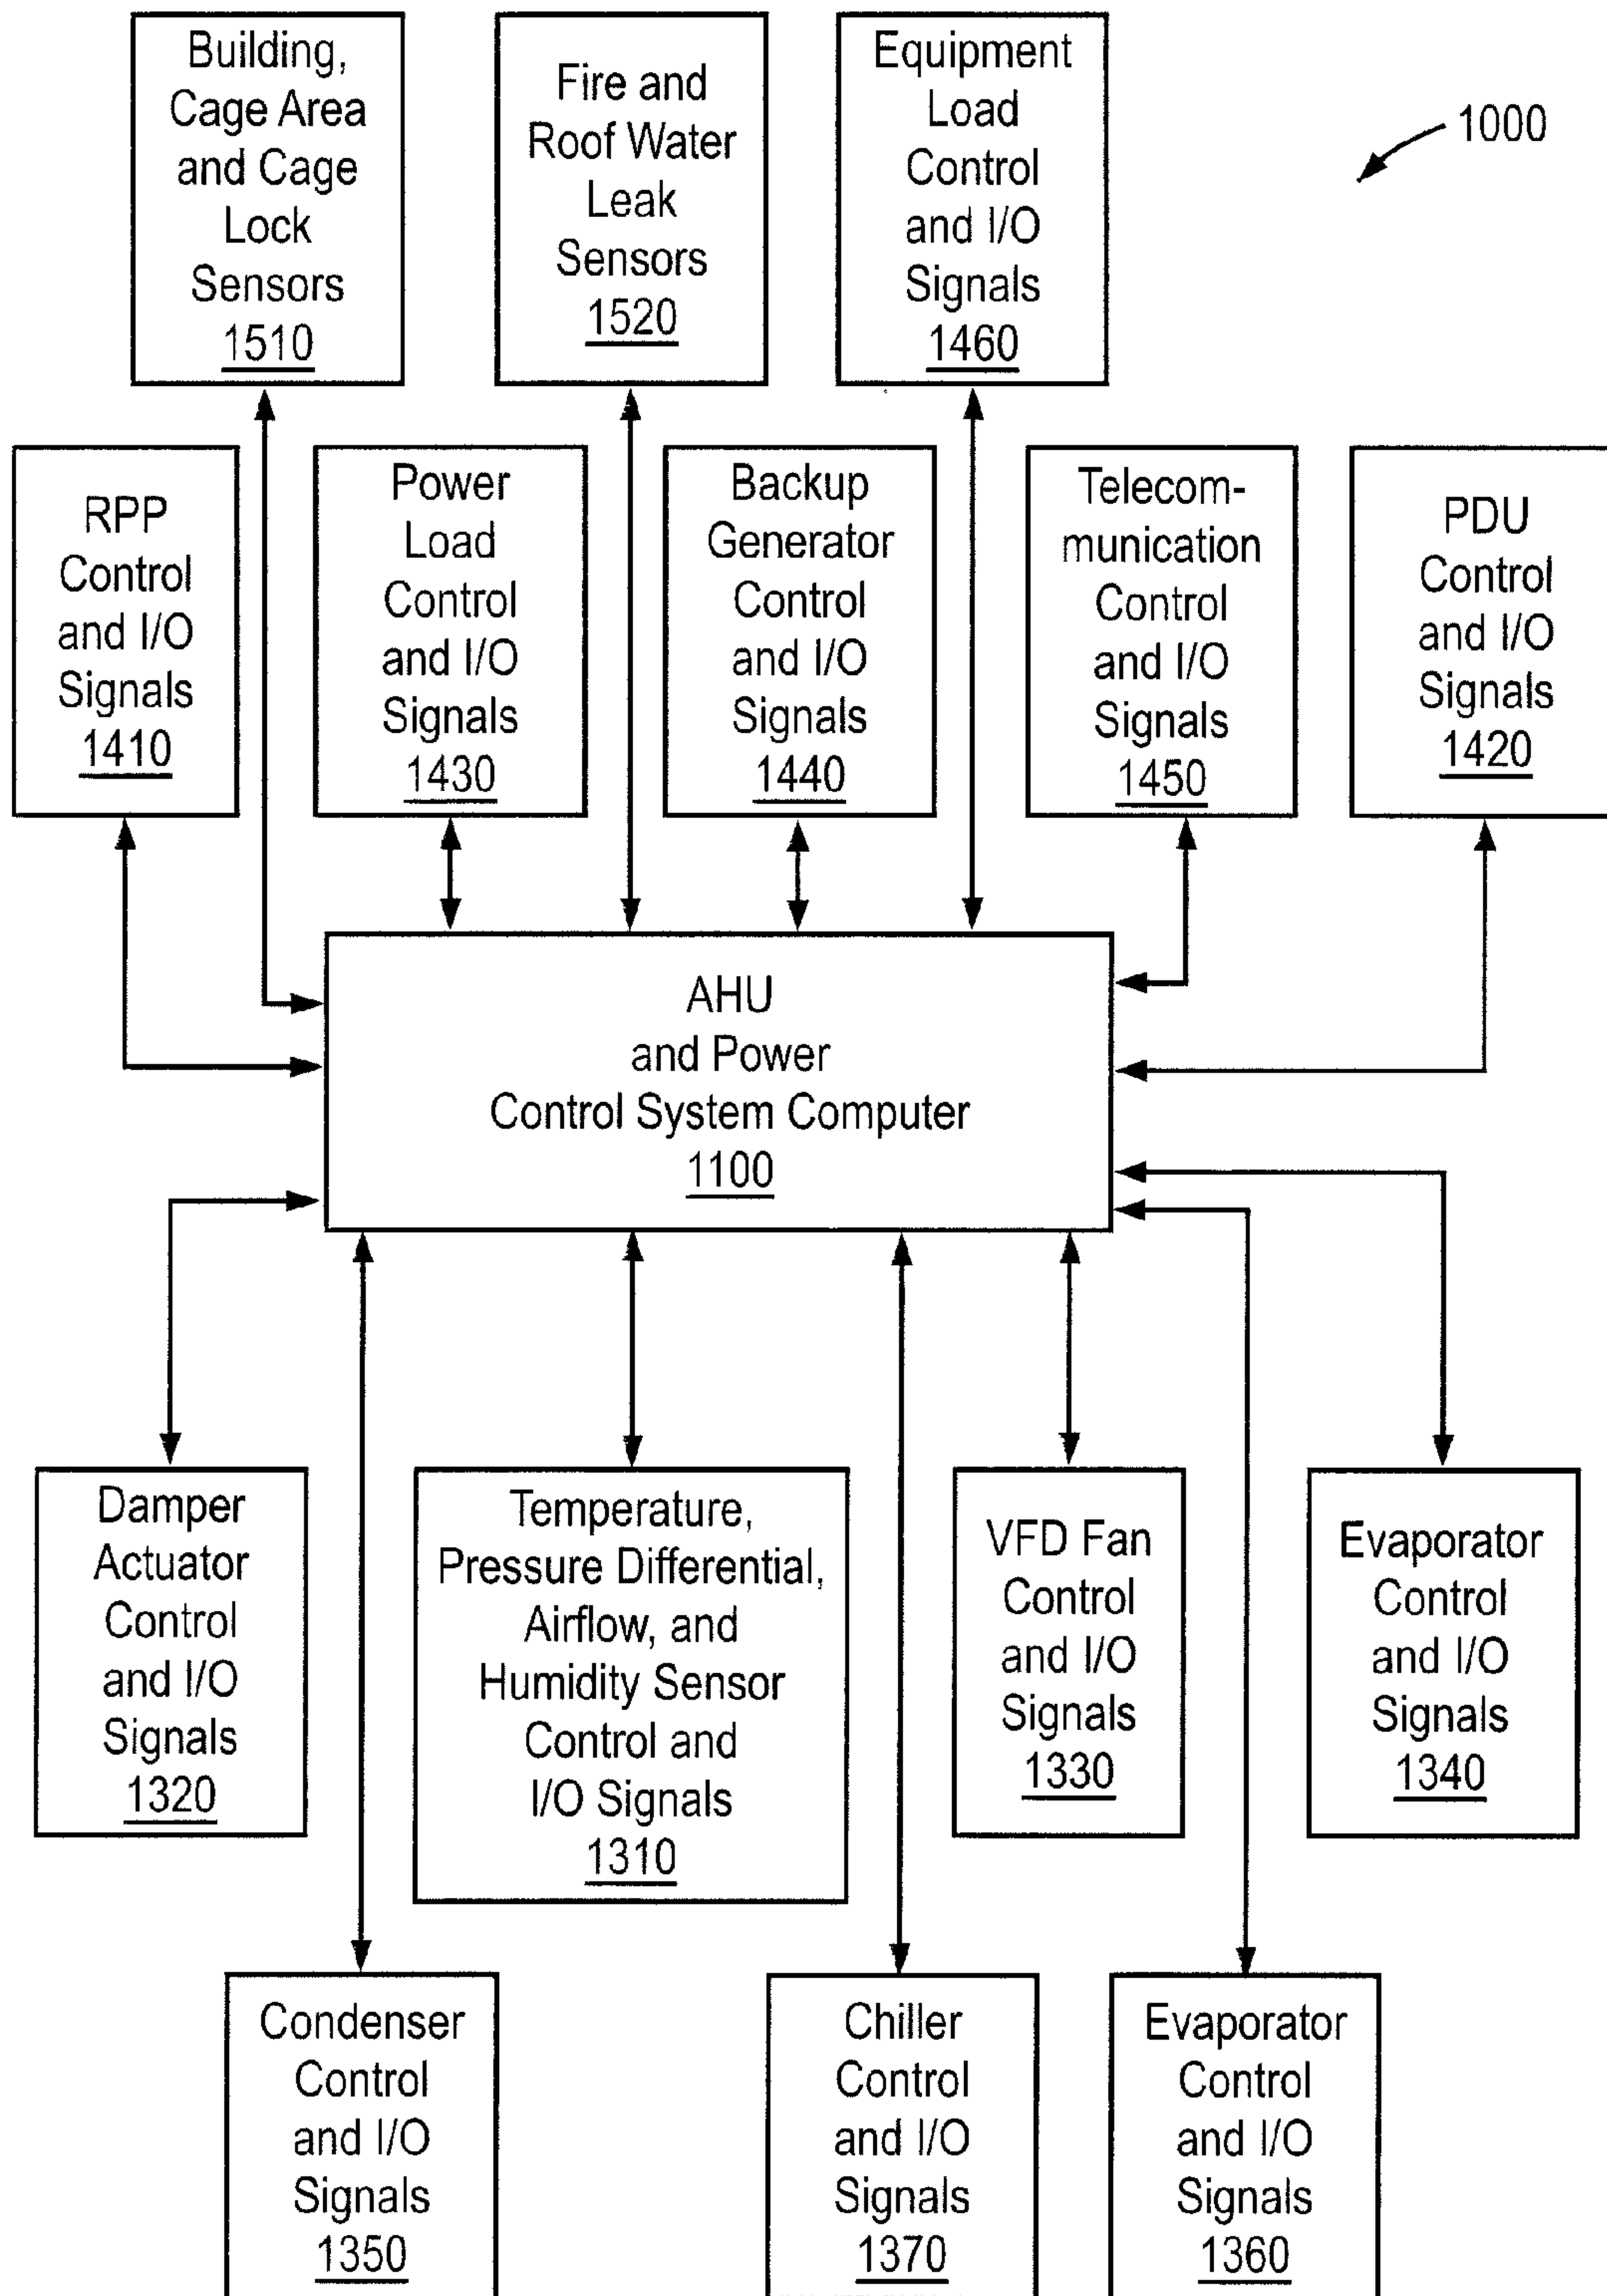 Building,
Cage Area
and Cage
Lock
Sensors
1510
Fire and
Roof Water
Leak
Sensors
1520
Equipment
Load
Control
and I/O
Signals
1460
1000
RPP
Control
and I/O
Signals
1410
Power
Load
Control
and I/O
Signals
1430
Backup
Generator
Control
and I/O
Signals
1440
Telecom-
munication
Control
and I/O
Signals
1450
PDU
Control
and I/O
Signals
1420
AHU
and Power
Control System Computer
1100
Damper
Actuator
Control
and I/O
Signals
1320
Temperature,
Pressure Differential,
Airflow, and
Humidity Sensor
Control and
I/O Signals
1310
VFD Fan
Control
and I/O
Signals
1330
Evaporator
Control
and I/O
Signals
1340
Condenser
Control
and I/O
Signals
1350
Chiller
Control
and I/O
Signals
1370
Evaporator
Control
and I/O
Signals
1360